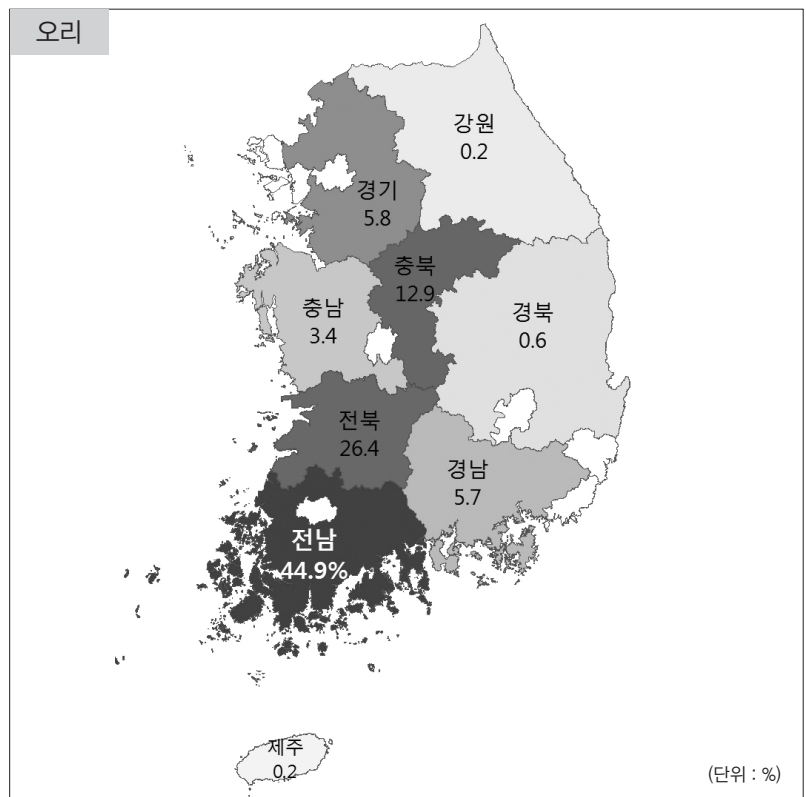 오리
강원
0.2
경기
5.8
충북
12.9
충남
3.4
경북
0.6
전북
26.4
경남
5.7
전남
44.9%
제주
0.2
(단위 : %)